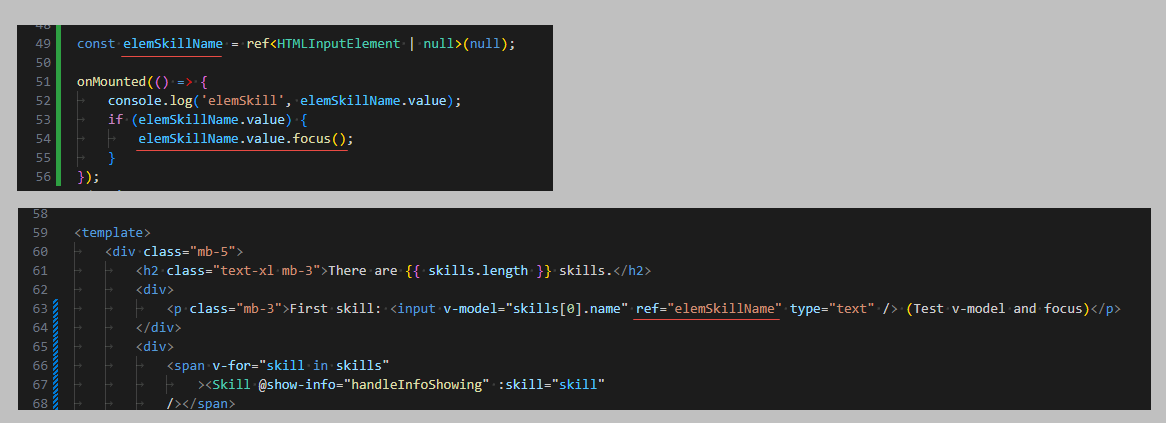 48
49 const elemSkillName = ref<HTMLInputElement | null>(null);
50
51 onMounted(() => {
52 console.log('elemSkill', elemSkillName.value);
53 if (elemSkillName.value) {
54 elemSkillName.value.focus();
55 }
56 });
58
59 <template>
60 <div class="mb-5">
61 <h2 class="text-xl mb-3">There are {{ skills.length }} skills.</h2>
62 <div>
63 <p class="mb-3">First skill: <input v-model="skills[0].name" ref="elemSkillName" type="text" /> (Test v-model and focus)</p>
64 </div>
65 <div>
66 <span v-for="skill in skills"
67 ><Skill @show-info="handleInfoShowing" :skill="skill"
68 /></span>